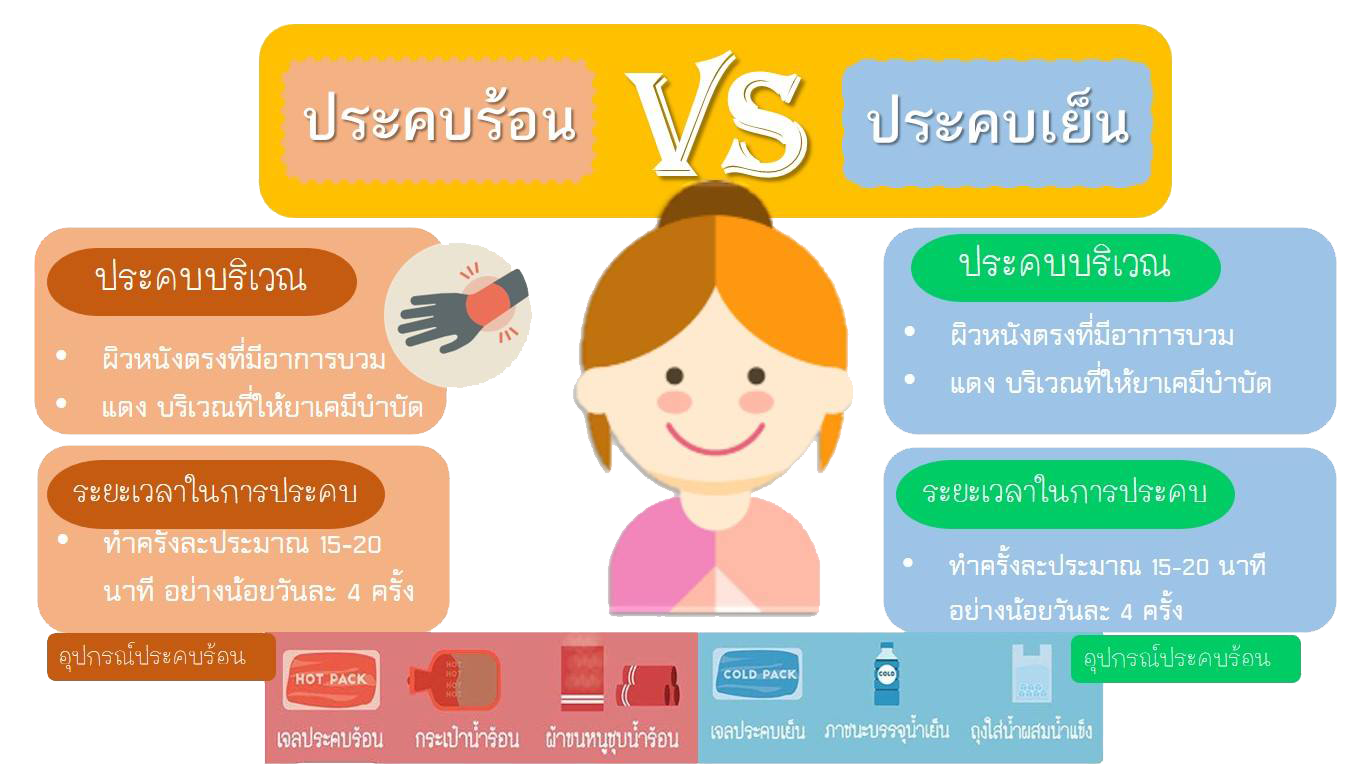 ประคบร้อน VS ประคบเย็น
ประคบบริเวณ
• ผิวหนังตรงที่มีอาการบวม
• แดง บริเวณที่ให้ยาเคมีบำบัด
ระยะเวลาในการประคบ
• ทำครั้งละประมาณ 15-20
นาที อย่างน้อยวันละ 4 ครั้ง
ประคบบริเวณ
• ผิวหนังตรงที่มีอาการบวม
• แดง บริเวณที่ให้ยาเคมีบำบัด
ระยะเวลาในการประคบ
• ทำครั้งละประมาณ 15-20 นาที
อย่างน้อยวันละ 4 ครั้ง
อุปกรณ์ประคบร้อน
HOT PACK
HOT
HOT
HOT
HOT
เจลประคบร้อน
กระเป๋าน้ำร้อน
ผ้าขนหนูชุบน้ำร้อน
COLD PACK
COLD
เจลประคบเย็น
ภาชนะบรรจุน้ำเย็น
ถุงใส่น้ำผสมน้ำแข็ง
อุปกรณ์ประคบร้อน